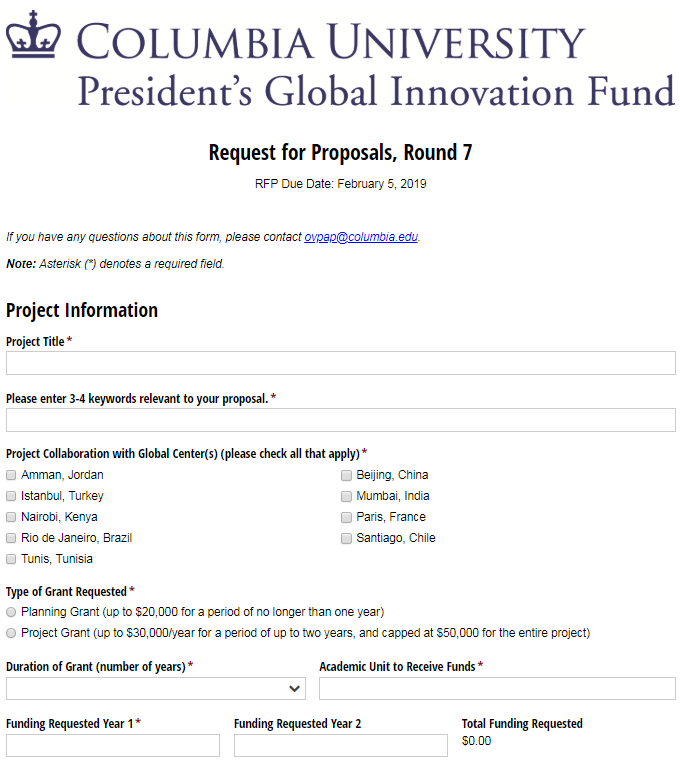 COLUMBIA UNIVERSITY
President's Global Innovation Fund
Request for Proposals, Round 7
RFP Due Date: February 5, 2019
If you have any questions about this form, please contact ovpap@columbia.edu.
Note: Asterisk (*) denotes a required field.
Project Information
Project Title *
Please enter 3-4 keywords relevant to your proposal. *
Project Collaboration with Global Center(s) (please check all that apply) *
Amman, Jordan
Beijing, China
Istanbul, Turkey
Mumbai, India
Nairobi, Kenya
Paris, France
Rio de Janeiro, Brazil
Santiago, Chile
Tunis, Tunisia
Type of Grant Requested *
Planning Grant (up to $20,000 for a period of no longer than one year)
Project Grant (up to $30,000/year for a period of up to two years, and capped at $50,000 for the entire project)
Duration of Grant (number of years) *
Academic Unit to Receive Funds *
Funding Requested Year 1 *
Funding Requested Year 2
Total Funding Requested
$0.00